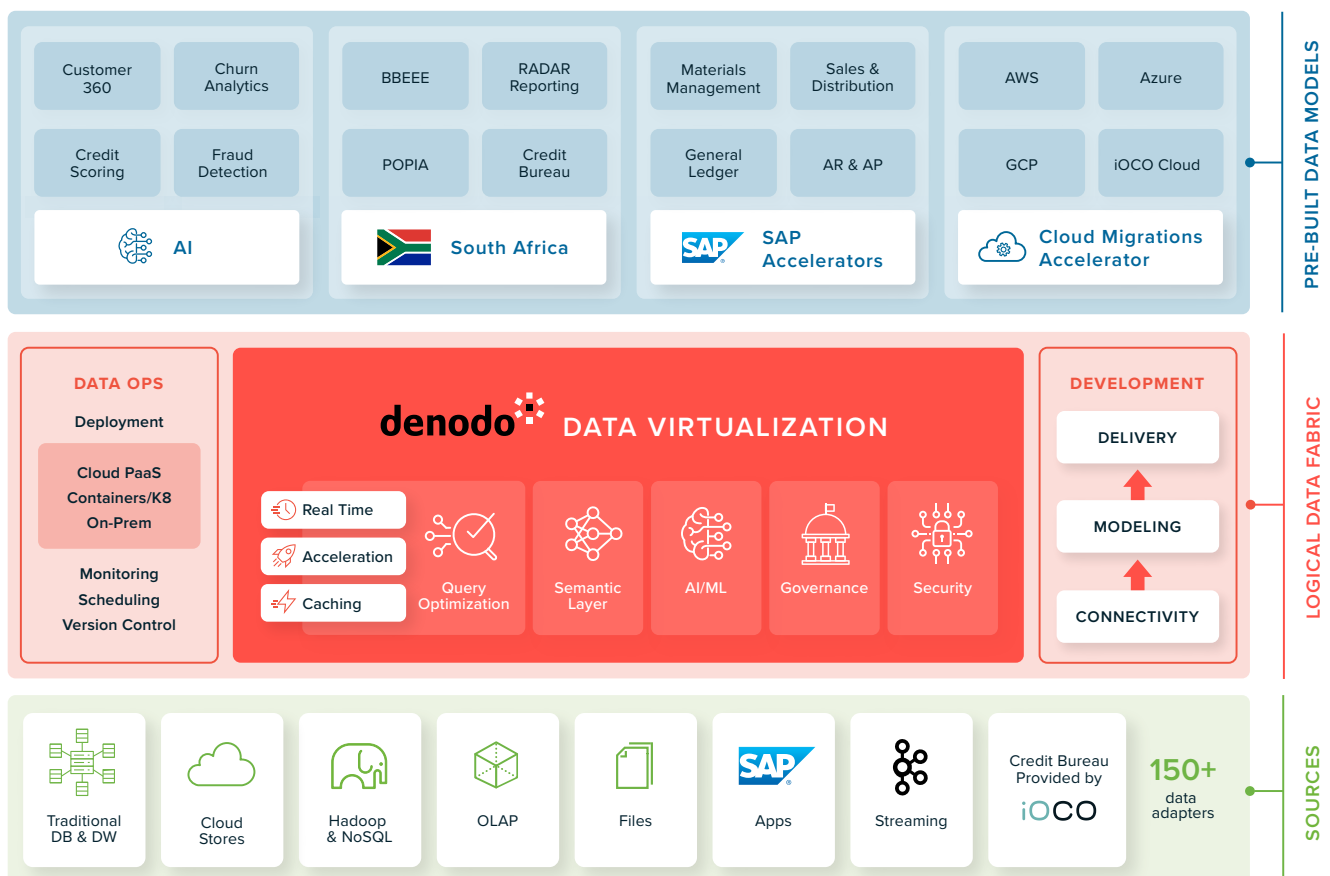 Customer
360
Churn
Analytics
Credit
Scoring
Fraud
Detection
AI
BBEEE
RADAR
Reporting
POPIA
Credit
Bureau
South Africa
Materials
Management
Sales &
Distribution
General
Ledger
AR & AP
SAP
SAP
Accelerators
AWS
Azure
GCP
iOCO Cloud
Cloud Migrations
Accelerator
PRE-BUILT DATA MODELS
DATA OPS
Deployment
Cloud PaaS
Containers/K8
On-Prem
Monitoring
Scheduling
Version Control
denodo DATA VIRTUALIZATION
Real Time
Acceleration
Caching
Query
Optimization
Semantic
Layer
AI/ML
Governance
Security
DEVELOPMENT
DELIVERY
MODELING
CONNECTIVITY
LOGICAL DATA FABRIC
Traditional
DB & DW
Cloud
Stores
Hadoop
& NoSQL
OLAP
Files
SAP
Apps
Streaming
Credit Bureau
Provided by
iOCO
150+
data
adapters
SOURCES